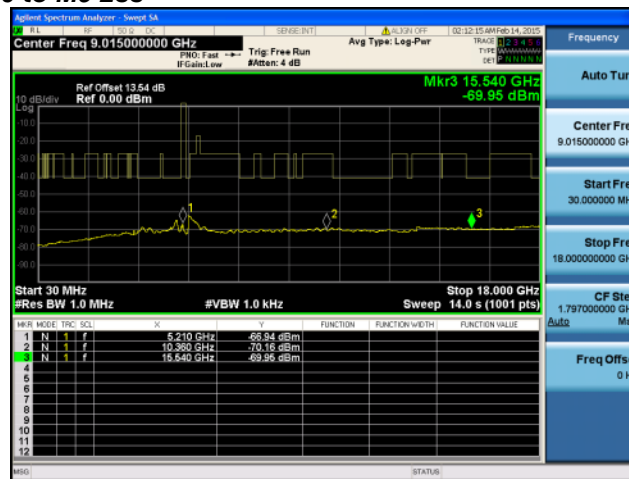 Agilent Spectrum Analyzer - Swept SA
RL RF 50 Ω DC SENSE:INT ALIGN OFF 02:12:15 AM Feb 14, 2015
Center Freq 9.015000000 GHz
PNO: Fast
IFGain:Low
Trig: Free Run
#Atten: 4 dB
Avg Type: Log-Pwr
TRACE 1 2 3 4 5 6
TYPE
DET P N N N N N
Mkr3 15.540 GHz
-69.95 dBm
Ref Offset 13.54 dB
10 dB/div Ref 0.00 dBm
Log
-10.0
-20.0
-30.0
-40.0
-50.0
-60.0
-70.0
-80.0
-90.0
1
2
3
Start 30 MHz Stop 18.000 GHz
#Res BW 1.0 MHz #VBW 1.0 kHz Sweep 14.0 s (1001 pts)
MKR MODE TRC SCL X Y FUNCTION FUNCTION WIDTH FUNCTION VALUE
1 N 1 f 5.210 GHz -66.94 dBm
2 N 1 f 10.360 GHz -70.16 dBm
3 N 1 f 15.540 GHz -69.95 dBm
4
5
6
7
8
9
10
11
12
MSG STATUS
Frequency
Auto Tun
Center Fre
9.015000000 GH
Start Fre
30.000000 MH
Stop Fre
18.000000000 GH
CF Ste
1.797000000 GH
Auto Ma
Freq Offs
0 H